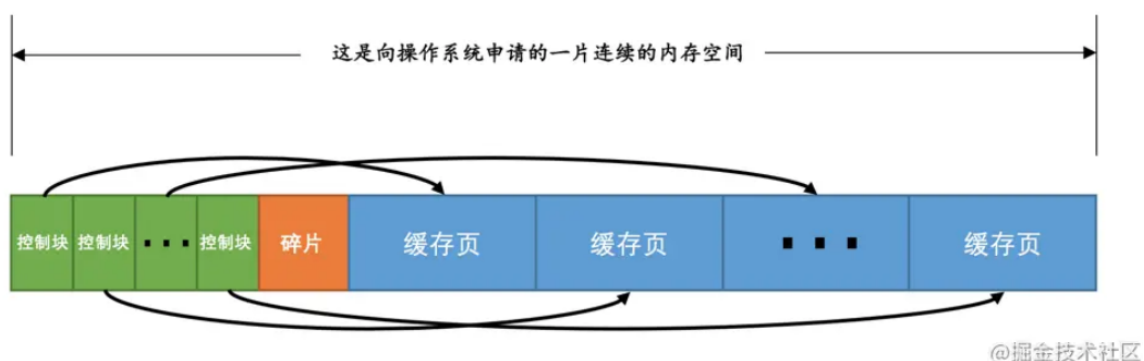 这是向操作系统申请的一片连续的内存空间
控制块 控制块 ··· 控制块 碎片 缓存页 缓存页 ··· 缓存页
@掘金技术社区